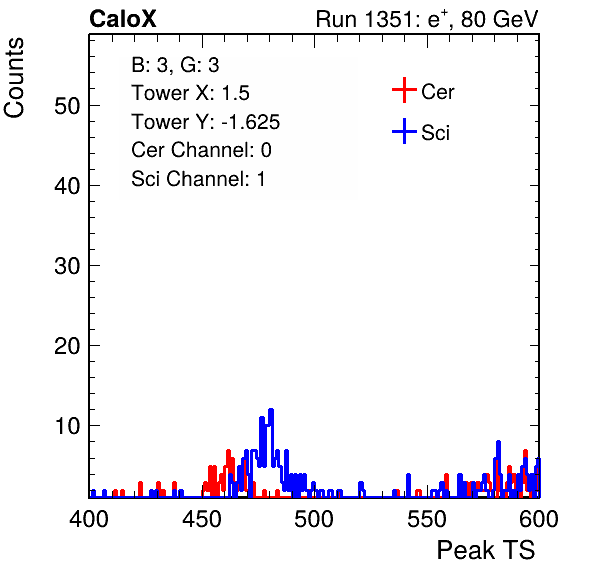 CaloX Run 1351: e⁺, 80 GeV
Counts
B: 3, G: 3
Tower X: 1.5
Tower Y: -1.625
Cer Channel: 0
Sci Channel: 1
Cer
Sci
50
40
30
20
10
400 450 500 550 600
Peak TS